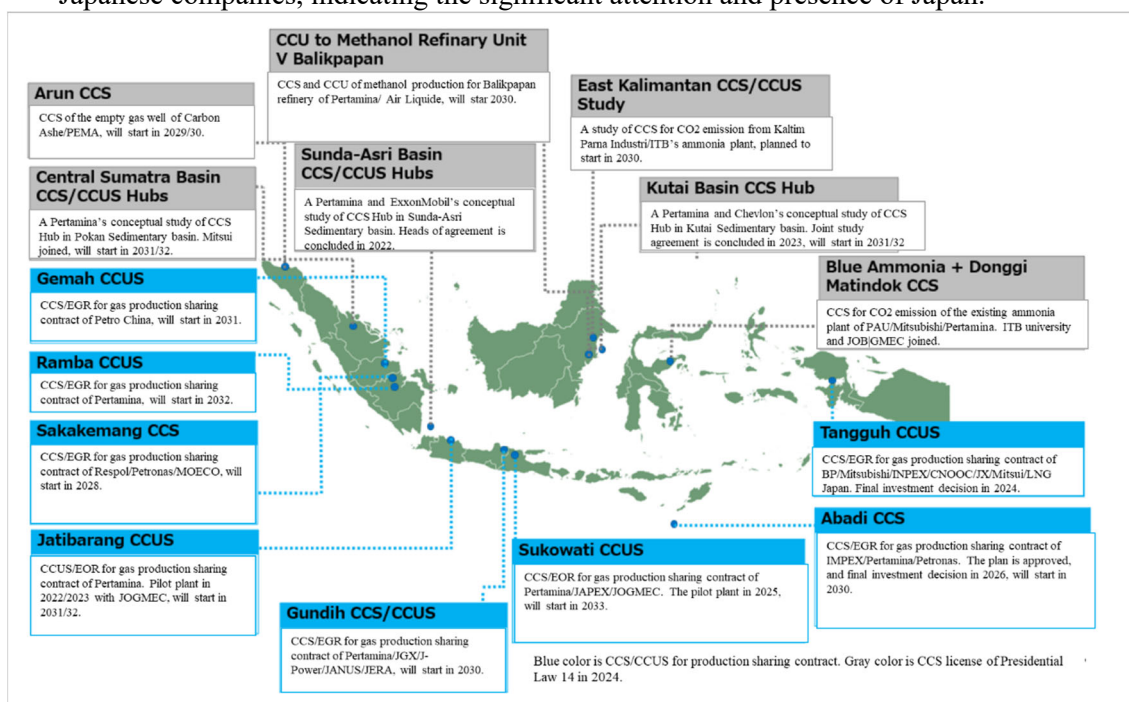 Japanese companies, indicating the significant attention and presence of Japan.
CCU to Methanol Refinary Unit
V Balikpapan
CCS and CCU of methanol production for Balikpapan
refinery of Pertamina/ Air Liquide, will star 2030.
Arun CCS
CCS of the empty gas well of Carbon
Ashe/PEMA, will start in 2029/30.
East Kalimantan CCS/CCUS
Study
A study of CCS for CO2 emission from Kaltim
Parna Industri/ITB's ammonia plant, planned to
start in 2030.
Sunda-Asri Basin
CCS/CCUS Hubs
A Pertamina and ExxonMobil's conceptual
study of CCS Hub in Sunda-Asri
Sedimentary basin. Heads of agreement is
concluded in 2022.
Central Sumatra Basin
CCS/CCUS Hubs
A Pertamina's conceptual study of CCS
Hub in Pokan Sedimentary basin. Mitsui
joined, will start in 2031/32.
Kutai Basin CCS Hub
A Pertamina and Chevlon's conceptual study of CCS
Hub in Kutai Sedimentary basin. Joint study
agreement is concluded in 2023, will start in 2031/32
Blue Ammonia + Donggi
Matindok CCS
CCS for CO2 emission of the existing ammonia
plant of PAU/Mitsubishi/Pertamina. ITB university
and JOB|GMEC joined.
Gemah CCUS
CCS/EGR for gas production sharing
contract of Petro China, will start in 2031.
Ramba CCUS
CCS/EGR for gas production sharing
contract of Pertamina, will start in 2032.
Sakakemang CCS
CCS/EGR for gas production sharing
contract of Respol/Petronas/MOECO, will
start in 2028.
Jatibarang CCUS
CCUS/EOR for gas production sharing
contract of Pertamina. Pilot plant in
2022/2023 with JOGMEC, will start in
2031/32.
Gundih CCS/CCUS
CCS/EGR for gas production sharing
contract of Pertamina/JGX/J-
Power/JANUS/JERA, will start in 2030.
Sukowati CCUS
CCS/EOR for gas production sharing contract of
Pertamina/JAPEX/JOGMEC. The pilot plant in 2025,
will start in 2033.
Tangguh CCUS
CCS/EGR for gas production sharing contract of
BP/Mitsubishi/INPEX/CNOOC/JX/Mitsui/LNG
Japan. Final investment decision in 2024.
Abadi CCS
CCS/EGR for gas production sharing contract of
IMPEX/Pertamina/Petronas. The plan is approved,
and final investment decision in 2026, will start in
2030.
Blue color is CCS/CCUS for production sharing contract. Gray color is CCS license of Presidential
Law 14 in 2024.